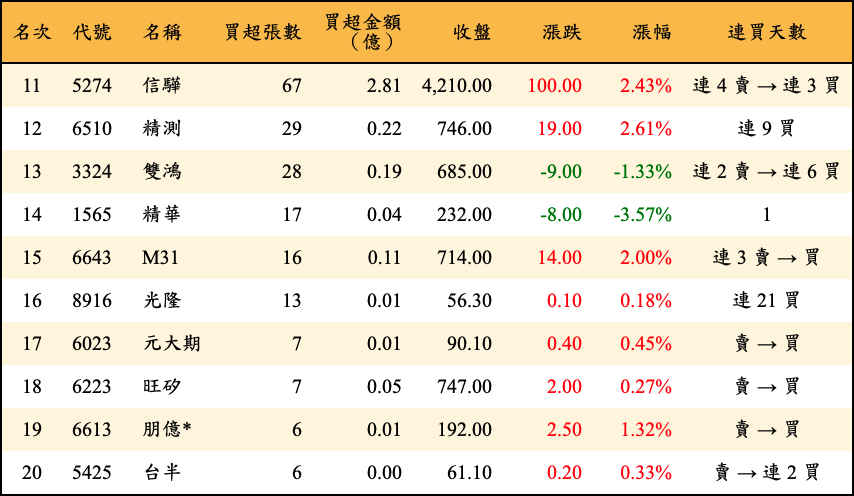 名次 代號 名稱 買超張數 買超金額（億） 收盤 漲跌 漲幅 連買天數
11 5274 信驊 67 2.81 4,210.00 100.00 2.43% 連 4 賣 → 連 3 買
12 6510 精測 29 0.22 746.00 19.00 2.61% 連 9 買
13 3324 雙鴻 28 0.19 685.00 -9.00 -1.33% 連 2 賣 → 連 6 買
14 1565 精華 17 0.04 232.00 -8.00 -3.57% 1
15 6643 M31 16 0.11 714.00 14.00 2.00% 連 3 賣 → 買
16 8916 光隆 13 0.01 56.30 0.10 0.18% 連 21 買
17 6023 元大期 7 0.01 90.10 0.40 0.45% 賣 → 買
18 6223 旺矽 7 0.05 747.00 2.00 0.27% 賣 → 買
19 6613 朋億* 6 0.01 192.00 2.50 1.32% 賣 → 買
20 5425 台半 6 0.00 61.10 0.20 0.33% 賣 → 連 2 買